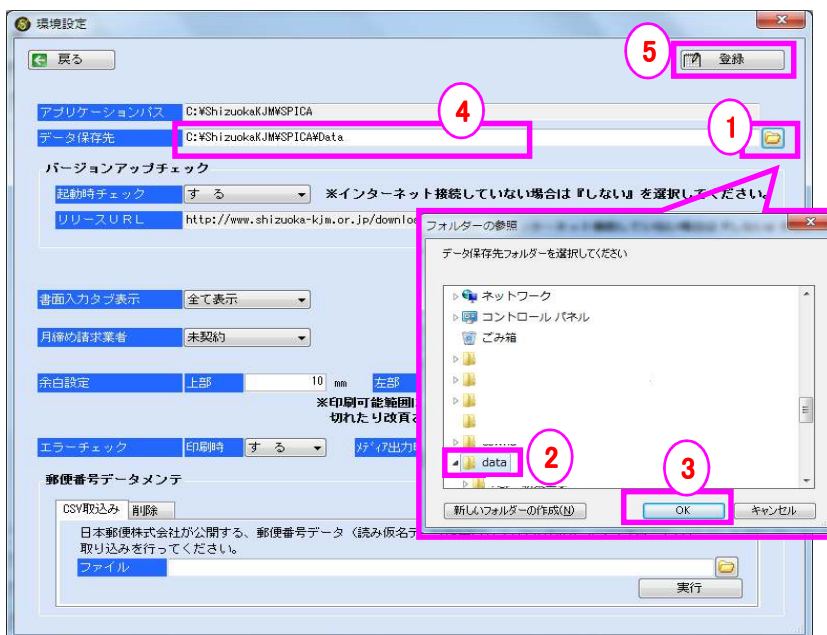 環境設定
戻る
⑤
登録
アプリケーションパス C:¥ShizuokaKJM¥SPICA
④
データ保存先 C:¥ShizuokaKJM¥SPICA¥Data
①
バージョンアップチェック
起動時チェック する ※インターネット接続していない場合は『しない』を選択してください。
リリースURL http://www.shizuoka-kjm.or.jp/downlo
フォルダーの参照
データ保存先フォルダーを選択してください
ネットワーク
コントロール パネル
ごみ箱
書面入力タブ表示 全て表示
月締め請求業者 未契約
余白設定 上部 10 mm 左部
※印刷可能範囲
切れたり改頁
エラーチェック 印刷時 する メディア出力
data
②
③
新しいフォルダーの作成(N) OK キャンセル
郵便番号データメンテ
CSV取込み 削除
日本郵便株式会社が公開する、郵便番号データ（読み仮名デ
取り込みを行ってください。
ファイル
実行